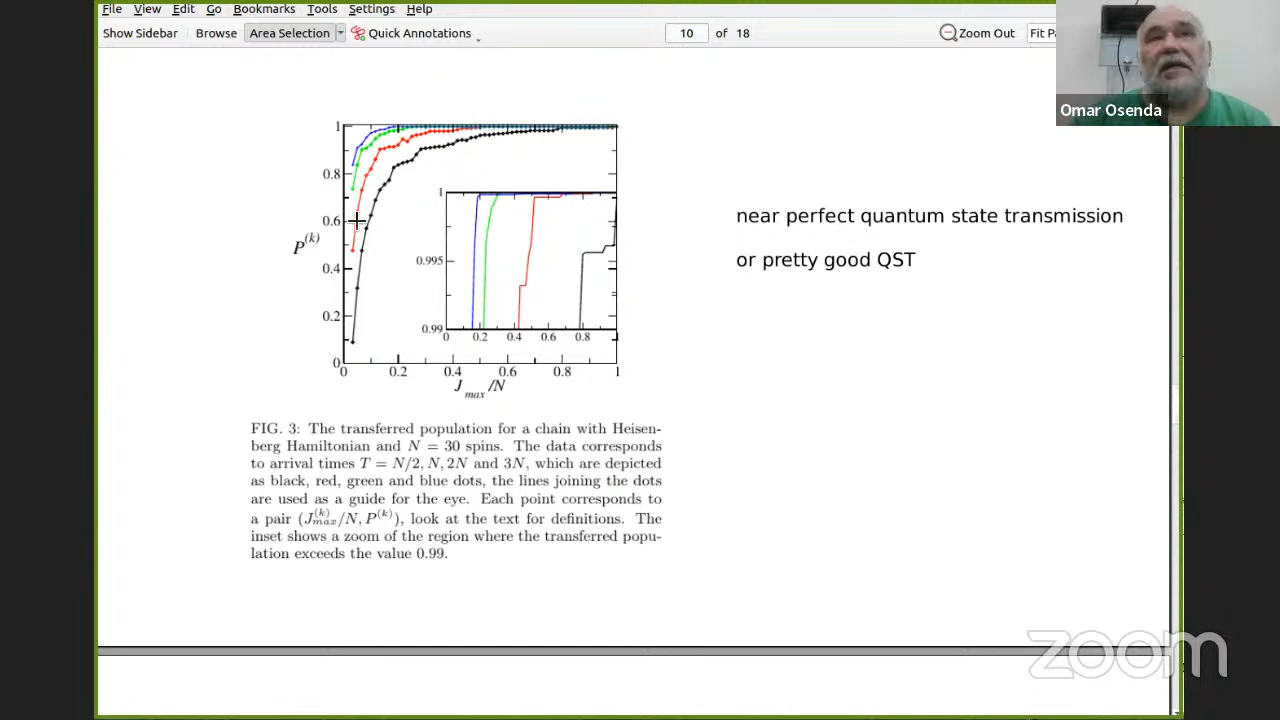 File Edit View Go Bookmarks Tools Settings Help
Show Sidebar Browse Area Selection Quick Annotations 10 of 18 Zoom Out Fit Pa
Omar Osenda
1
0.8
0.6
0.4
0.2
0
P(k)
0 0.2 0.4 0.6 0.8 1
J max /N
1
0.995
0.99
0 0.2 0.4 0.6 0.8
near perfect quantum state transmission
or pretty good QST
FIG. 3: The transferred population for a chain with Heisen-
berg Hamiltonian and N = 30 spins. The data corresponds
to arrival times T = N/2, N, 2N and 3N, which are depicted
as black, red, green and blue dots, the lines joining the dots
are used as a guide for the eye. Each point corresponds to
a pair (J(k)max/N, P(k)), look at the text for definitions. The
inset shows a zoom of the region where the transferred popu-
lation exceeds the value 0.99.
zoom